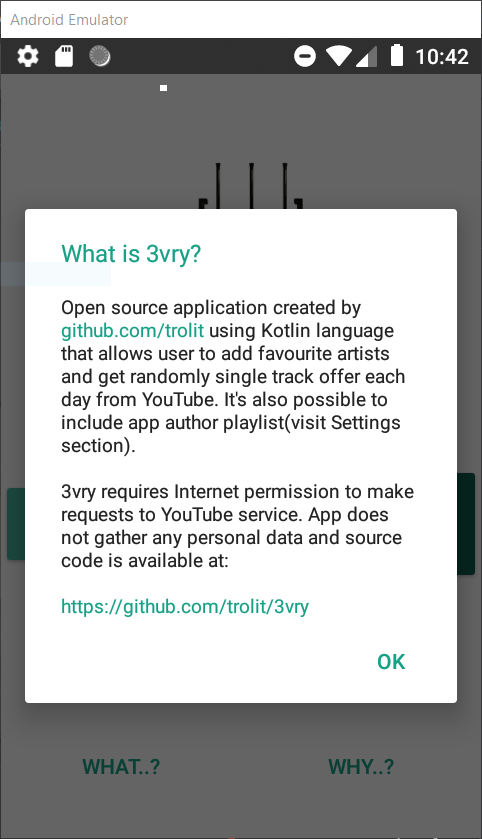 Android Emulator
10:42
What is 3vry?
Open source application created by
github.com/trolit using Kotlin language
that allows user to add favourite artists
and get randomly single track offer each
day from YouTube. It's also possible to
include app author playlist(visit Settings
section).
3vry requires Internet permission to make
requests to YouTube service. App does
not gather any personal data and source
code is available at:
https://github.com/trolit/3vry
OK
WHAT..? WHY..?